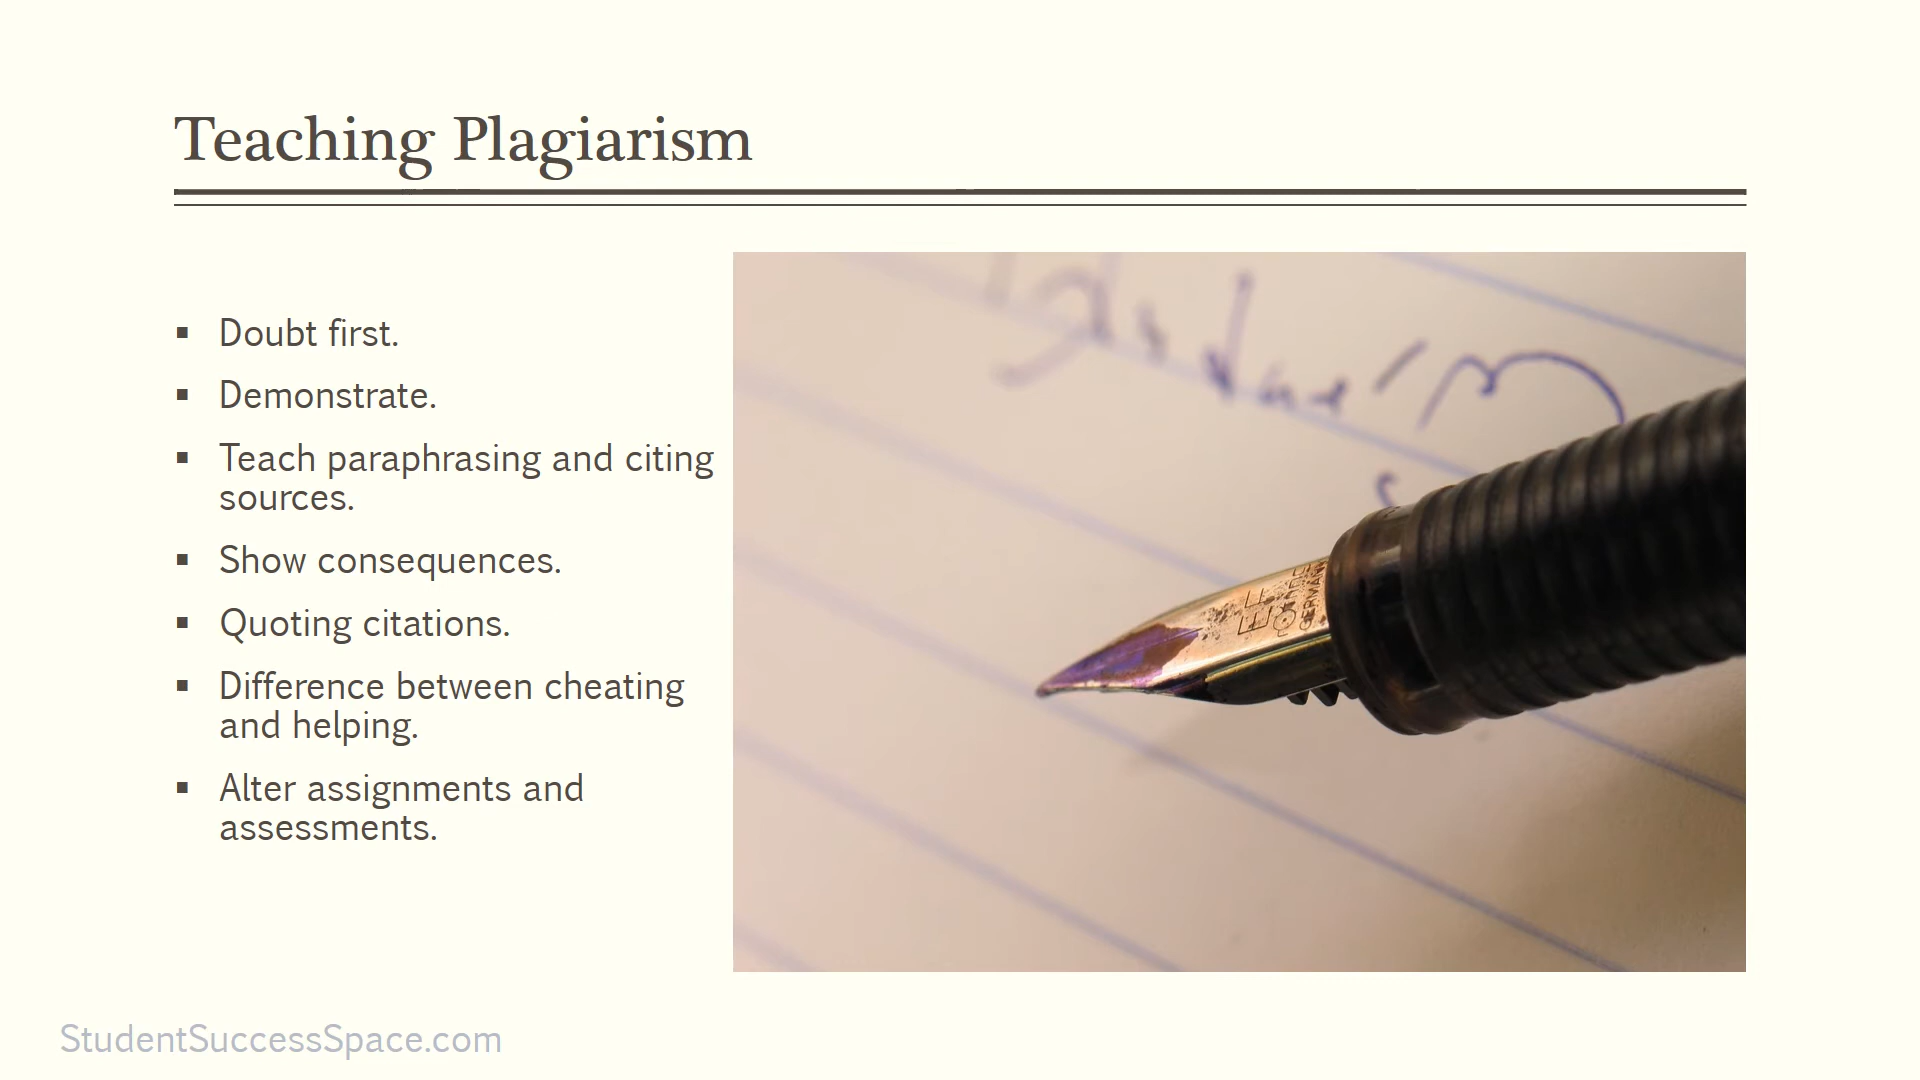 Teaching Plagiarism
▪ Doubt first.
▪ Demonstrate.
▪ Teach paraphrasing and citing
sources.
▪ Show consequences.
▪ Quoting citations.
▪ Difference between cheating
and helping.
▪ Alter assignments and
assessments.
GERMANY
StudentSuccessSpace.com